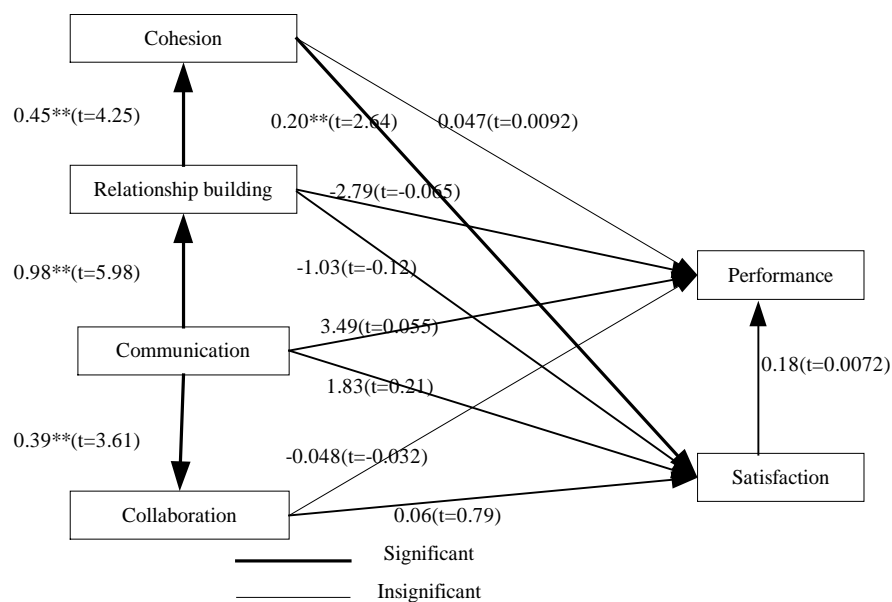 Cohesion
0.45**(t=4.25)
0.20**(t=2.64)
0.047(t=0.0092)
Relationship building
-2.79(t=-0.065)
0.98**(t=5.98)
-1.03(t=-0.12)
Performance
3.49(t=0.055)
Communication
0.18(t=0.0072)
1.83(t=0.21)
0.39**(t=3.61)
-0.048(t=-0.032)
Satisfaction
Collaboration
0.06(t=0.79)
Significant
Insignificant